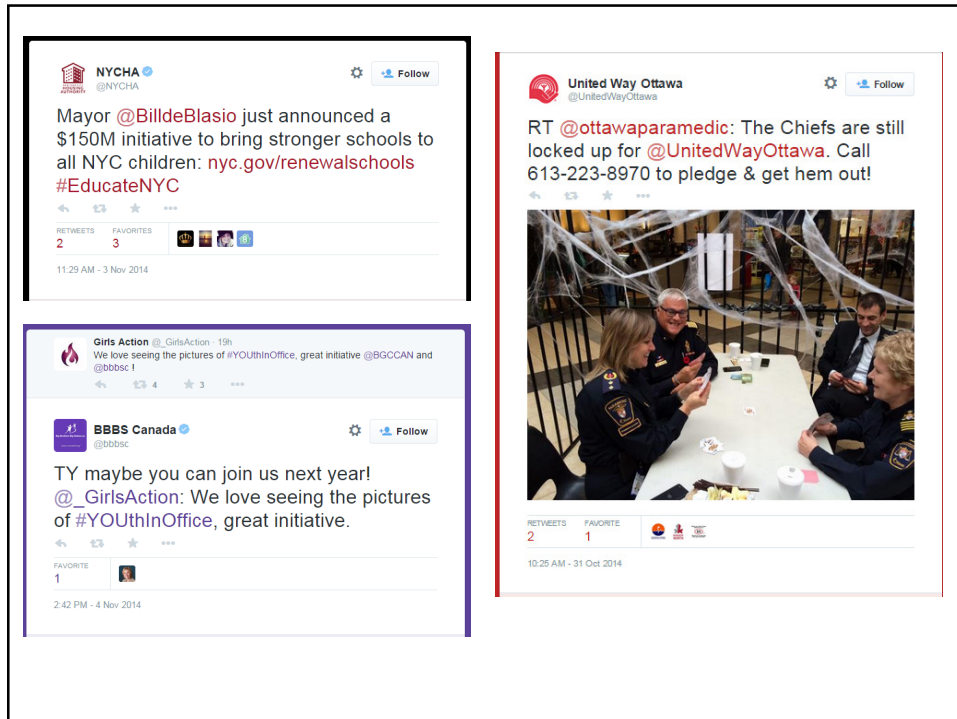 NYCHA
@NYCHA
Follow
Mayor @BilldeBlasio just announced a
$150M initiative to bring stronger schools to
all NYC children: nyc.gov/renewalschools
#EducateNYC
RETWEETS
2
FAVORITES
3
11:29 AM - 3 Nov 2014
Girls Action @_GirlsAction · 19h
We love seeing the pictures of #YOUthInOffice, great initiative @BGCCAN and
@bbbsc !
4
3
BBBS Canada
@bbbsc
Follow
TY maybe you can join us next year!
@_GirlsAction: We love seeing the pictures
of #YOUthInOffice, great initiative.
FAVORITE
1
2:42 PM - 4 Nov 2014
United Way Ottawa
@UnitedWayOttawa
Follow
RT @ottawaparamedic: The Chiefs are still
locked up for @UnitedWayOttawa. Call
613-223-8970 to pledge & get hem out!
RETWEETS
2
FAVORITE
1
10:25 AM - 31 Oct 2014